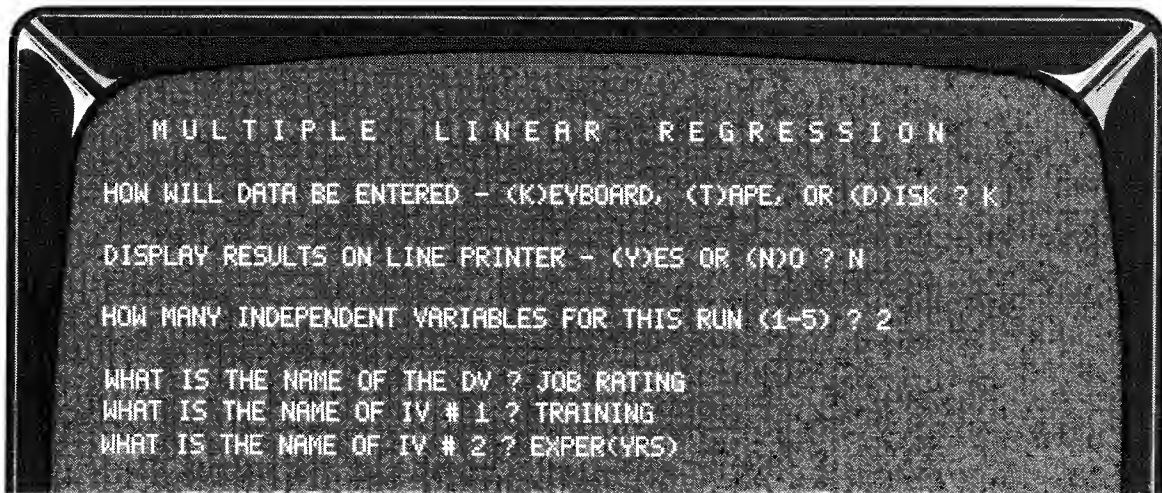 M U L T I P L E   L I N E A R   R E G R E S S I O N
HOW WILL DATA BE ENTERED - (K)EYBOARD, (T)APE, OR (D)ISK ? K
DISPLAY RESULTS ON LINE PRINTER - (Y)ES OR (N)O ? N
HOW MANY INDEPENDENT VARIABLES FOR THIS RUN (1-5) ? 2
WHAT IS THE NAME OF THE DV ? JOB RATING
WHAT IS THE NAME OF IV # 1 ? TRAINING
WHAT IS THE NAME OF IV # 2 ? EXPER(YRS)